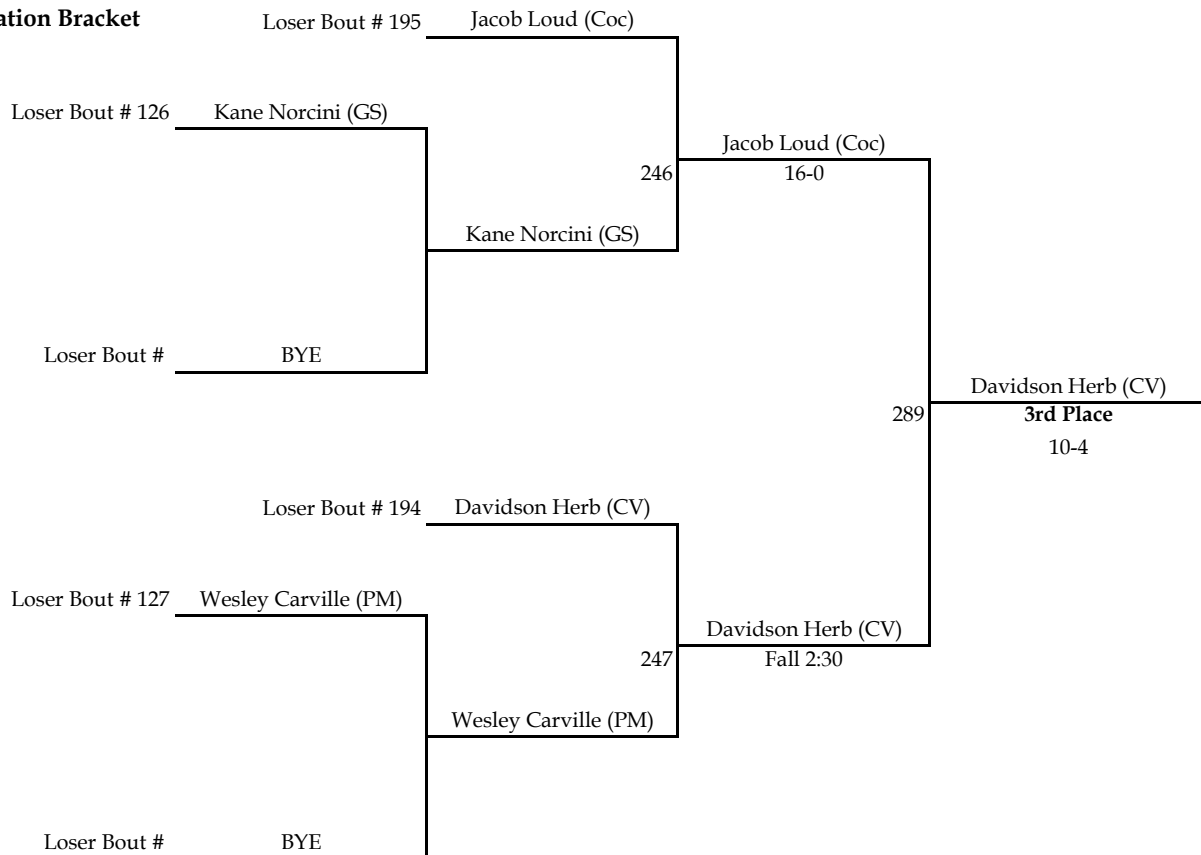 ation Bracket
Loser Bout # 195 Jacob Loud (Coc)
Loser Bout # 126 Kane Norcini (GS)
Jacob Loud (Coc)
246 16-0
Kane Norcini (GS)
Loser Bout # BYE
Davidson Herb (CV)
289 3rd Place
10-4
Loser Bout # 194 Davidson Herb (CV)
Loser Bout # 127 Wesley Carville (PM)
Davidson Herb (CV)
247 Fall 2:30
Wesley Carville (PM)
Loser Bout # BYE